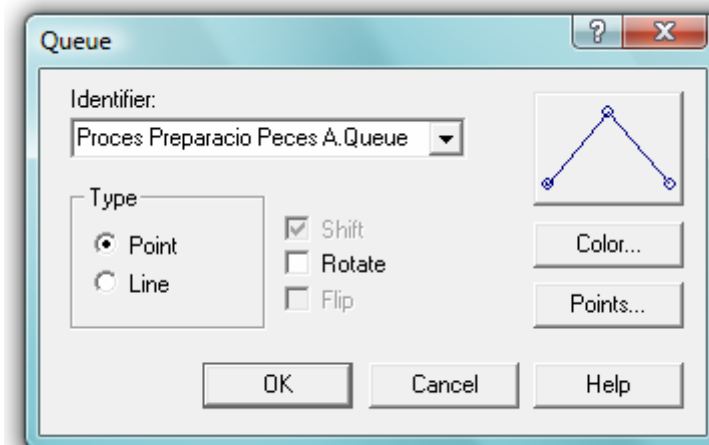 Queue
Identifier:
Proces Preparacio Peces A.Queue
Type
Point
Line
Shift
Rotate
Flip
Color...
Points...
OK
Cancel
Help